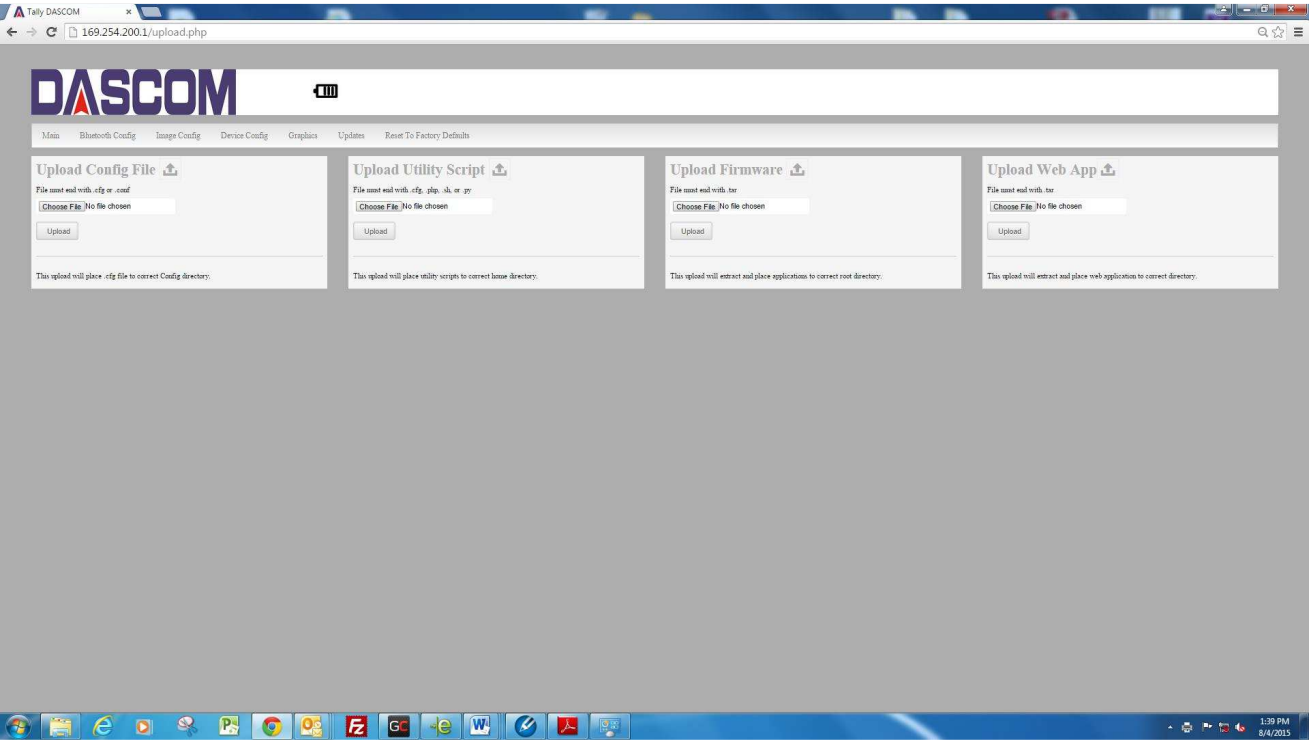 Tally DASCOM
169.254.200.1/upload.php
DASCOM
Main Bluetooth Config Image Config Device Config Graphics Updates Reset To Factory Defaults
Upload Config File
File must end with .cfg or .conf
Choose File No file chosen
Upload
This upload will place .cfg file to correct Config directory.
Upload Utility Script
File must end with .cfg, .php, .sh, or .py
Choose File No file chosen
Upload
This upload will place utility scripts to correct home directory.
Upload Firmware
File must end with .tar
Choose File No file chosen
Upload
This upload will extract and place applications to correct root directory.
Upload Web App
File must end with .tar
Choose File No file chosen
Upload
This upload will extract and place web application to correct directory.
1:39 PM
8/4/2015